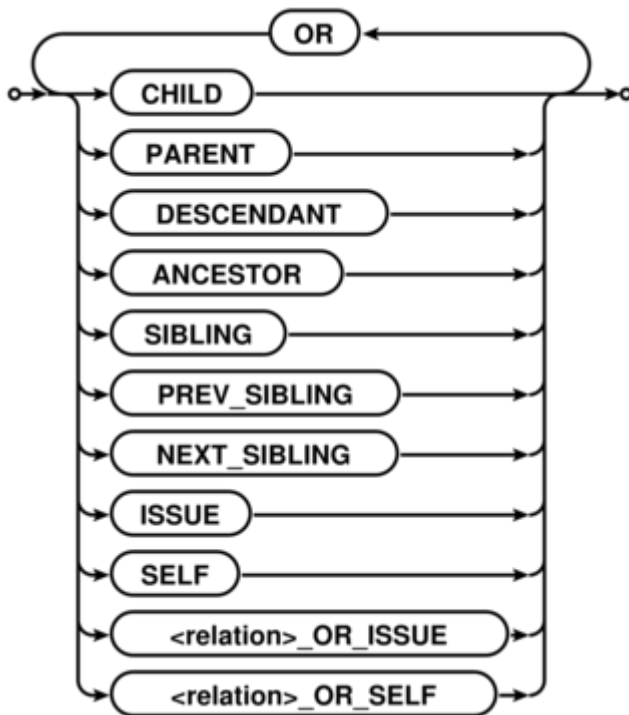 OR
CHILD
PARENT
DESCENDANT
ANCESTOR
SIBLING
PREV_SIBLING
NEXT_SIBLING
ISSUE
SELF
<relation>_OR_ISSUE
<relation>_OR_SELF